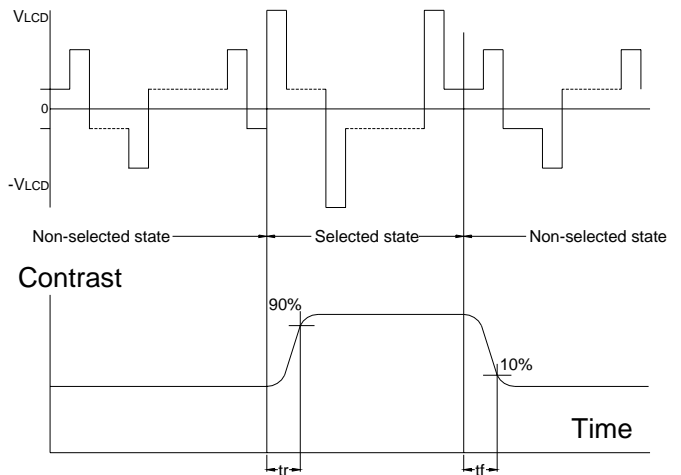 VLCD
0
-VLCD
Non-selected state
Selected state
Non-selected state
Contrast
90%
10%
Time
tr
tf